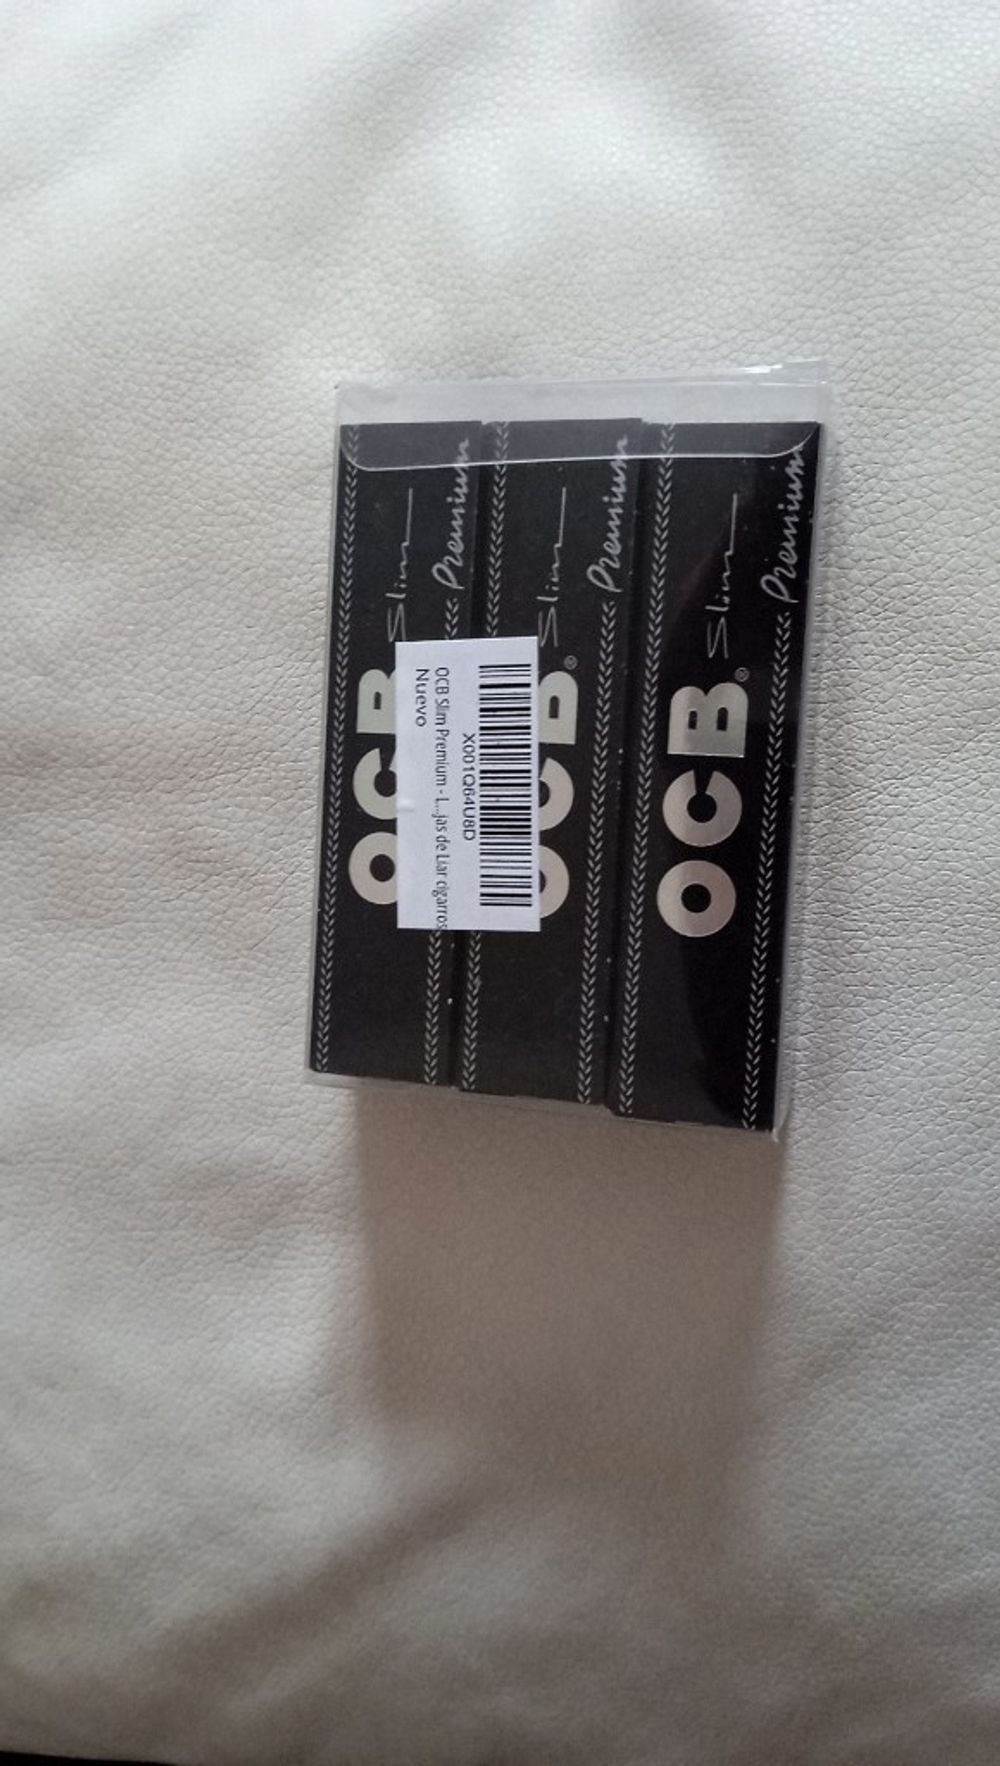 OCB Slim
Premium
OCB® Slim
Premium
OCB® Slim
Premium
X001Q64U8D
OCB Slim Premium - L...jas de Liar cigarros
Nuevo